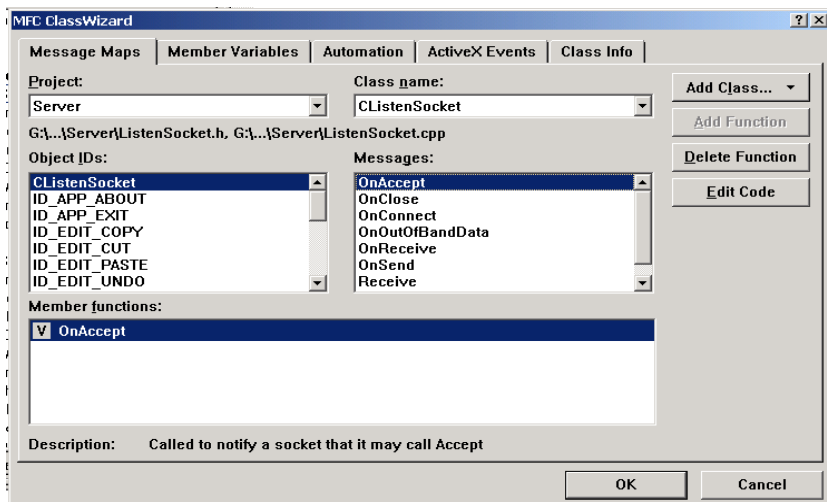 MFC ClassWizard
Message Maps Member Variables Automation ActiveX Events Class Info
Project: Class name:
Server CListenSocket
Add Class...
G:\...\Server\ListenSocket.h, G:\...\Server\ListenSocket.cpp
Add Function
Object IDs: Messages:
Delete Function
CListenSocket OnAccept
ID_APP_ABOUT OnClose
Edit Code
ID_APP_EXIT OnConnect
ID_EDIT_COPY OnOutOfBandData
ID_EDIT_CUT OnReceive
ID_EDIT_PASTE OnSend
ID_EDIT_UNDO Receive
Member functions:
V OnAccept
Description: Called to notify a socket that it may call Accept
OK Cancel